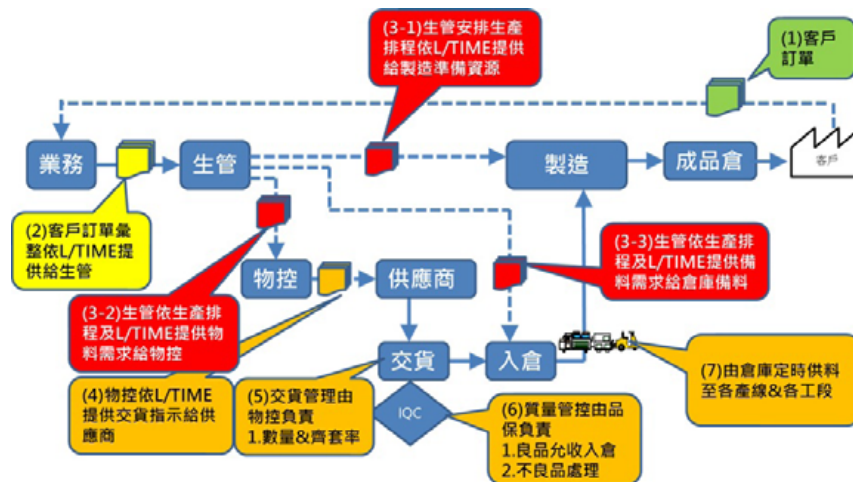 (3-1)生管安排生產
排程依L/TIME提供
給製造準備資源
(1)客戶
訂單
業務
生管
製造
成品倉
客戶
(2)客戶訂單彙
整依L/TIME提
供給生管
(3-3)生管依生產排
程及L/TIME提供備
料需求給倉庫備料
物控
供應商
(3-2)生管依生產排
程及L/TIME提供物
料需求給物控
交貨
入倉
(4)物控依L/TIME
提供交貨指示給供
應商
(5)交貨管理由
物控負責
1.數量&齊套率
IQC
(6)質量管控由品
保負責
1.良品允收入倉
2.不良品處理
(7)由倉庫定時供料
至各產線&各工段